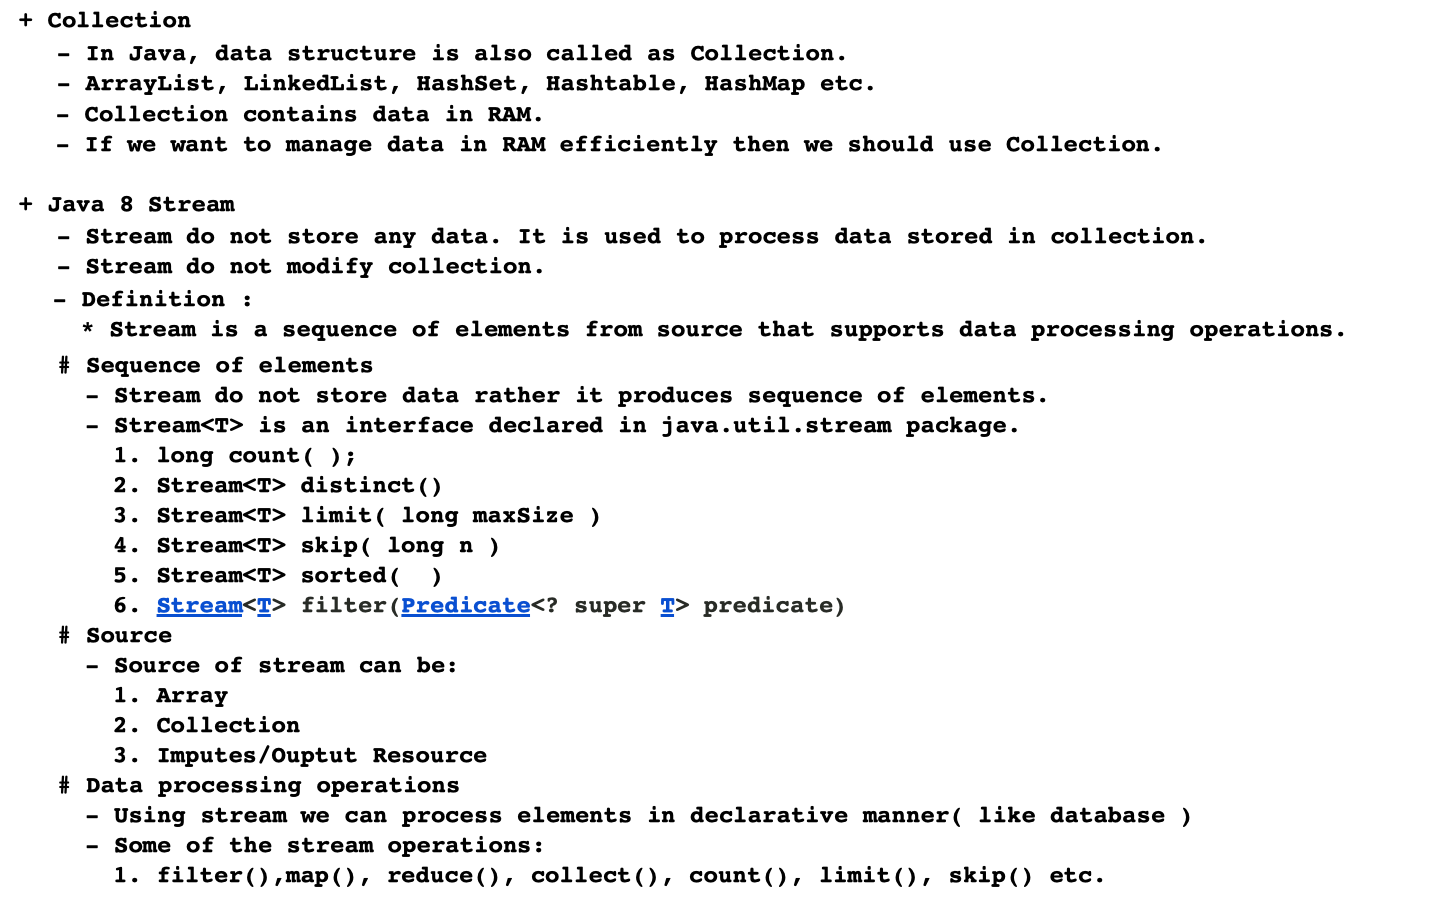 + Collection
- In Java, data structure is also called as Collection.
- ArrayList, LinkedList, HashSet, Hashtable, HashMap etc.
- Collection contains data in RAM.
- If we want to manage data in RAM efficiently then we should use Collection.
+ Java 8 Stream
- Stream do not store any data. It is used to process data stored in collection.
- Stream do not modify collection.
- Definition :
* Stream is a sequence of elements from source that supports data processing operations.
# Sequence of elements
- Stream do not store data rather it produces sequence of elements.
- Stream<T> is an interface declared in java.util.stream package.
1. long count( );
2. Stream<T> distinct()
3. Stream<T> limit( long maxSize )
4. Stream<T> skip( long n )
5. Stream<T> sorted(  )
6. Stream<T> filter(Predicate<? super T> predicate)
# Source
- Source of stream can be:
1. Array
2. Collection
3. Imputes/Ouptut Resource
# Data processing operations
- Using stream we can process elements in declarative manner( like database )
- Some of the stream operations:
1. filter(),map(), reduce(), collect(), count(), limit(), skip() etc.